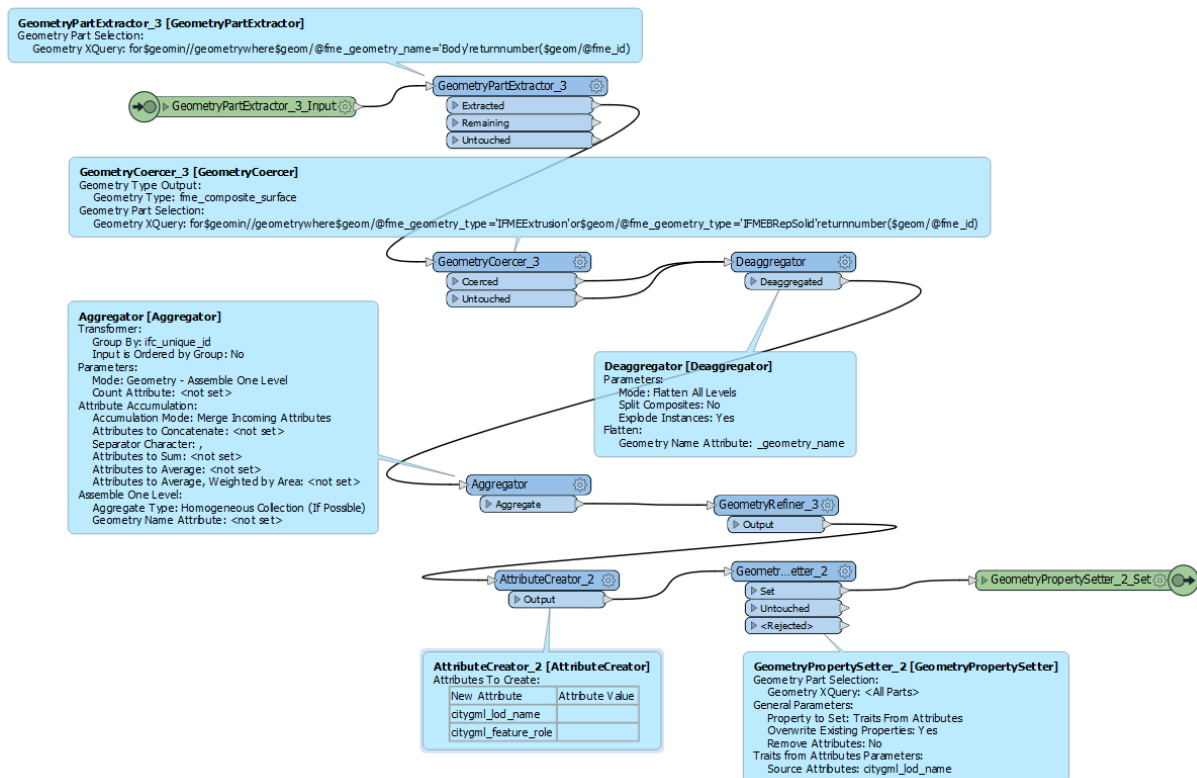 GeometryPartExtractor_3 [GeometryPartExtractor]
Geometry Part Selection:
Geometry XQuery: for$geomin//geometrywhere$geom/@fme_geometry_name='Body'returnnumber($geom/@fme_id)
GeometryPartExtractor_3_Input
GeometryPartExtractor_3
Extracted
Remaining
Untouched
GeometryCoercer_3 [GeometryCoercer]
Geometry Type Output:
Geometry Type: fme_composite_surface
Geometry Part Selection:
Geometry XQuery: for$geomin//geometrywhere$geom/@fme_geometry_type='IFMEExtrusion'or$geom/@fme_geometry_type='IFMEBRepSolid'returnnumber($geom/@fme_id)
GeometryCoercer_3
Coerced
Untouched
Deaggregator
Deaggregated
Aggregator [Aggregator]
Transformer:
Group By: ifc_unique_id
Input is Ordered by Group: No
Parameters:
Mode: Geometry - Assemble One Level
Count Attribute: <not set>
Attribute Accumulation:
Accumulation Mode: Merge Incoming Attributes
Attributes to Concatenate: <not set>
Separator Character: ,
Attributes to Sum: <not set>
Attributes to Average: <not set>
Attributes to Average, Weighted by Area: <not set>
Assemble One Level:
Aggregate Type: Homogeneous Collection (If Possible)
Geometry Name Attribute: <not set>
Deaggregator [Deaggregator]
Parameters:
Mode: Flatten All Levels
Split Composites: No
Explode Instances: Yes
Flatten:
Geometry Name Attribute: _geometry_name
Aggregator
Aggregate
GeometryRefiner_3
Output
AttributeCreator_2
Output
Geometr...etter_2
Set
Untouched
<Rejected>
GeometryPropertySetter_2_Set
AttributeCreator_2 [AttributeCreator]
Attributes To Create:
New Attribute Attribute Value
citygml_lod_name
citygml_feature_role
GeometryPropertySetter_2 [GeometryPropertySetter]
Geometry Part Selection:
Geometry XQuery: <All Parts>
General Parameters:
Property to Set: Traits From Attributes
Overwrite Existing Properties: Yes
Remove Attributes: No
Traits from Attributes Parameters:
Source Attributes: citygml_lod_name